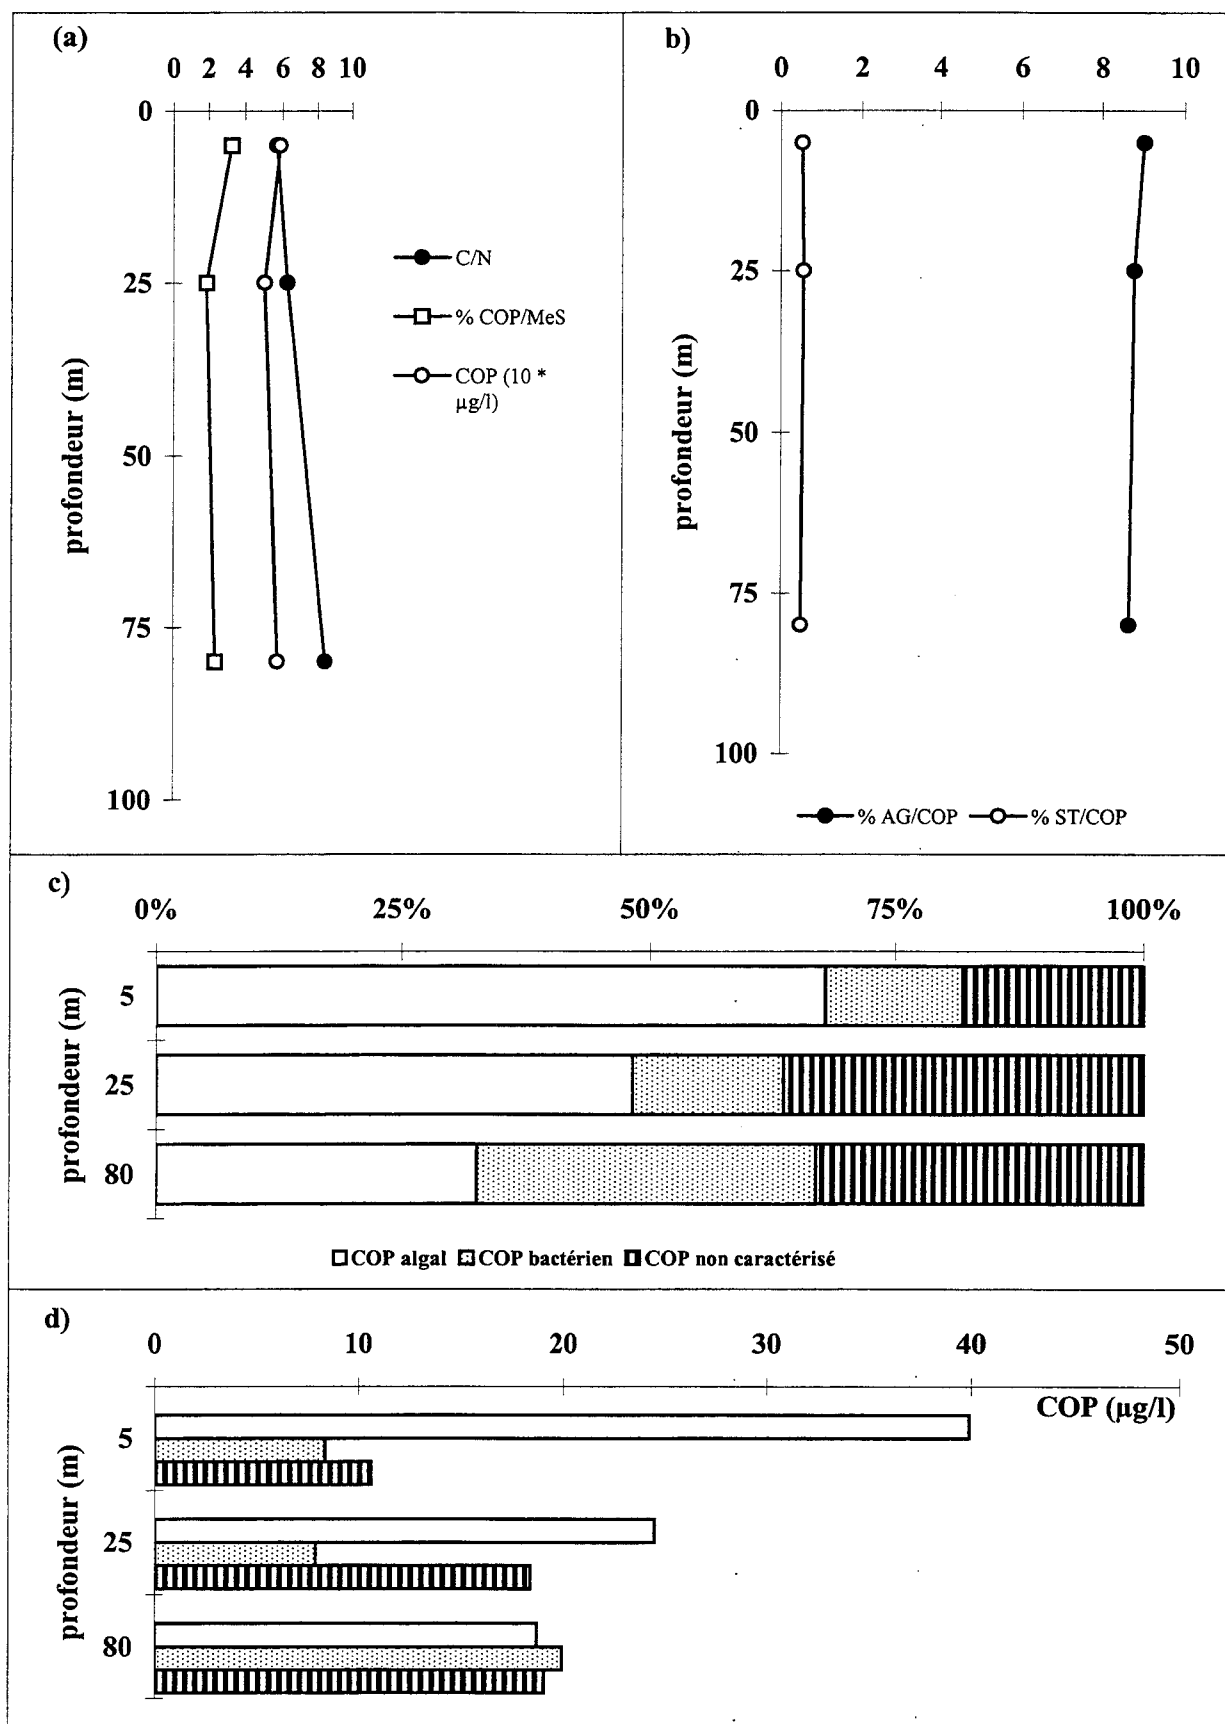 (a)
0 2 4 6 8 10
0
25
50
75
100
profondeur (m)
C/N
% COP/MeS
COP (10 *
µg/l)
b)
0 2 4 6 8 10
0
25
50
75
100
profondeur (m)
% AG/COP % ST/COP
c)
0% 25% 50% 75% 100%
5
25
80
profondeur (m)
COP algal COP bactérien COP non caractérisé
d)
0 10 20 30 40 50
COP (µg/l)
5
25
80
profondeur (m)